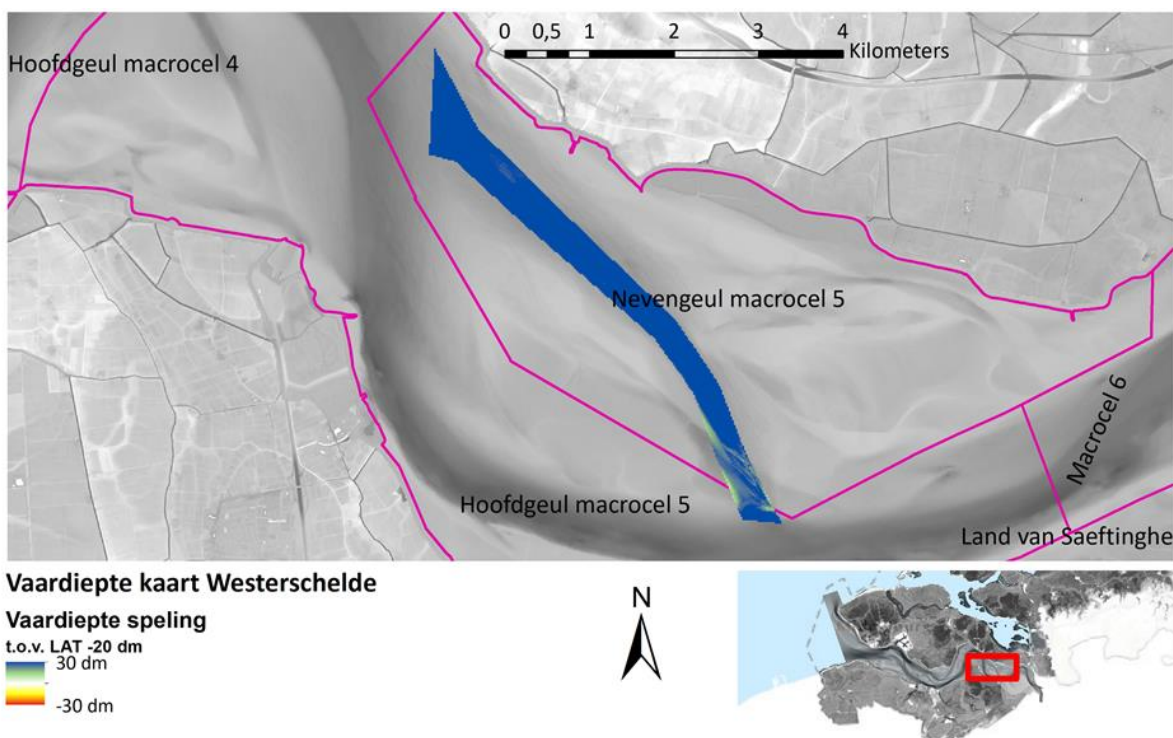 Hoofdgeul macrocel 4
0 0,5 1 2 3 4
Kilometers
Nevengeul macrocel 5
Hoofdgeul macrocel 5
Macrocel 6
Land van Saeftinghe
Vaardiepte kaart Westerschelde
Vaardiepte speling
t.o.v. LAT -20 dm
30 dm
-30 dm
N